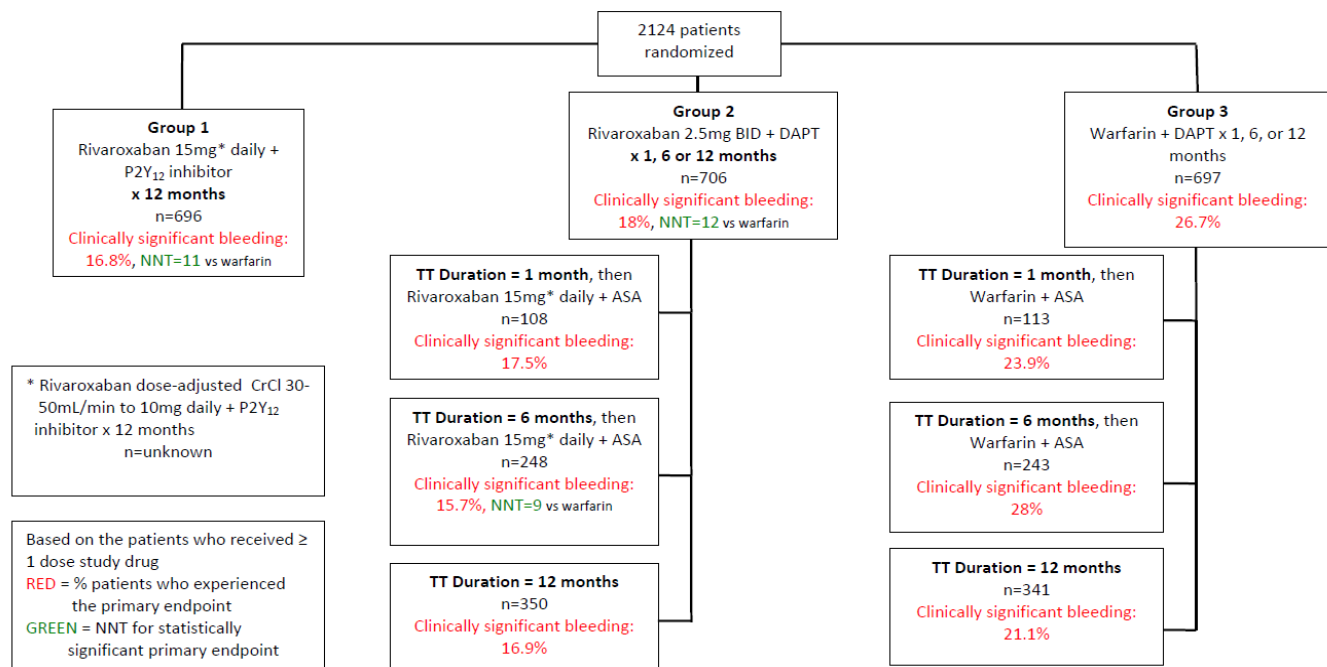 2124 patients
randomized
Group 1
Rivaroxaban 15mg* daily +
P2Y₁₂ inhibitor
x 12 months
n=696
Clinically significant bleeding:
16.8%, NNT=11 vs warfarin
Group 2
Rivaroxaban 2.5mg BID + DAPT
x 1, 6 or 12 months
n=706
Clinically significant bleeding:
18%, NNT=12 vs warfarin
Group 3
Warfarin + DAPT x 1, 6, or 12
months
n=697
Clinically significant bleeding:
26.7%
TT Duration = 1 month, then
Rivaroxaban 15mg* daily + ASA
n=108
Clinically significant bleeding:
17.5%
TT Duration = 1 month, then
Warfarin + ASA
n=113
Clinically significant bleeding:
23.9%
* Rivaroxaban dose-adjusted CrCl 30-
50mL/min to 10mg daily + P2Y₁₂
inhibitor x 12 months
n=unknown
TT Duration = 6 months, then
Rivaroxaban 15mg* daily + ASA
n=248
Clinically significant bleeding:
15.7%, NNT=9 vs warfarin
TT Duration = 6 months, then
Warfarin + ASA
n=243
Clinically significant bleeding:
28%
Based on the patients who received ≥
1 dose study drug
RED = % patients who experienced
the primary endpoint
GREEN = NNT for statistically
significant primary endpoint
TT Duration = 12 months
n=350
Clinically significant bleeding:
16.9%
TT Duration = 12 months
n=341
Clinically significant bleeding:
21.1%